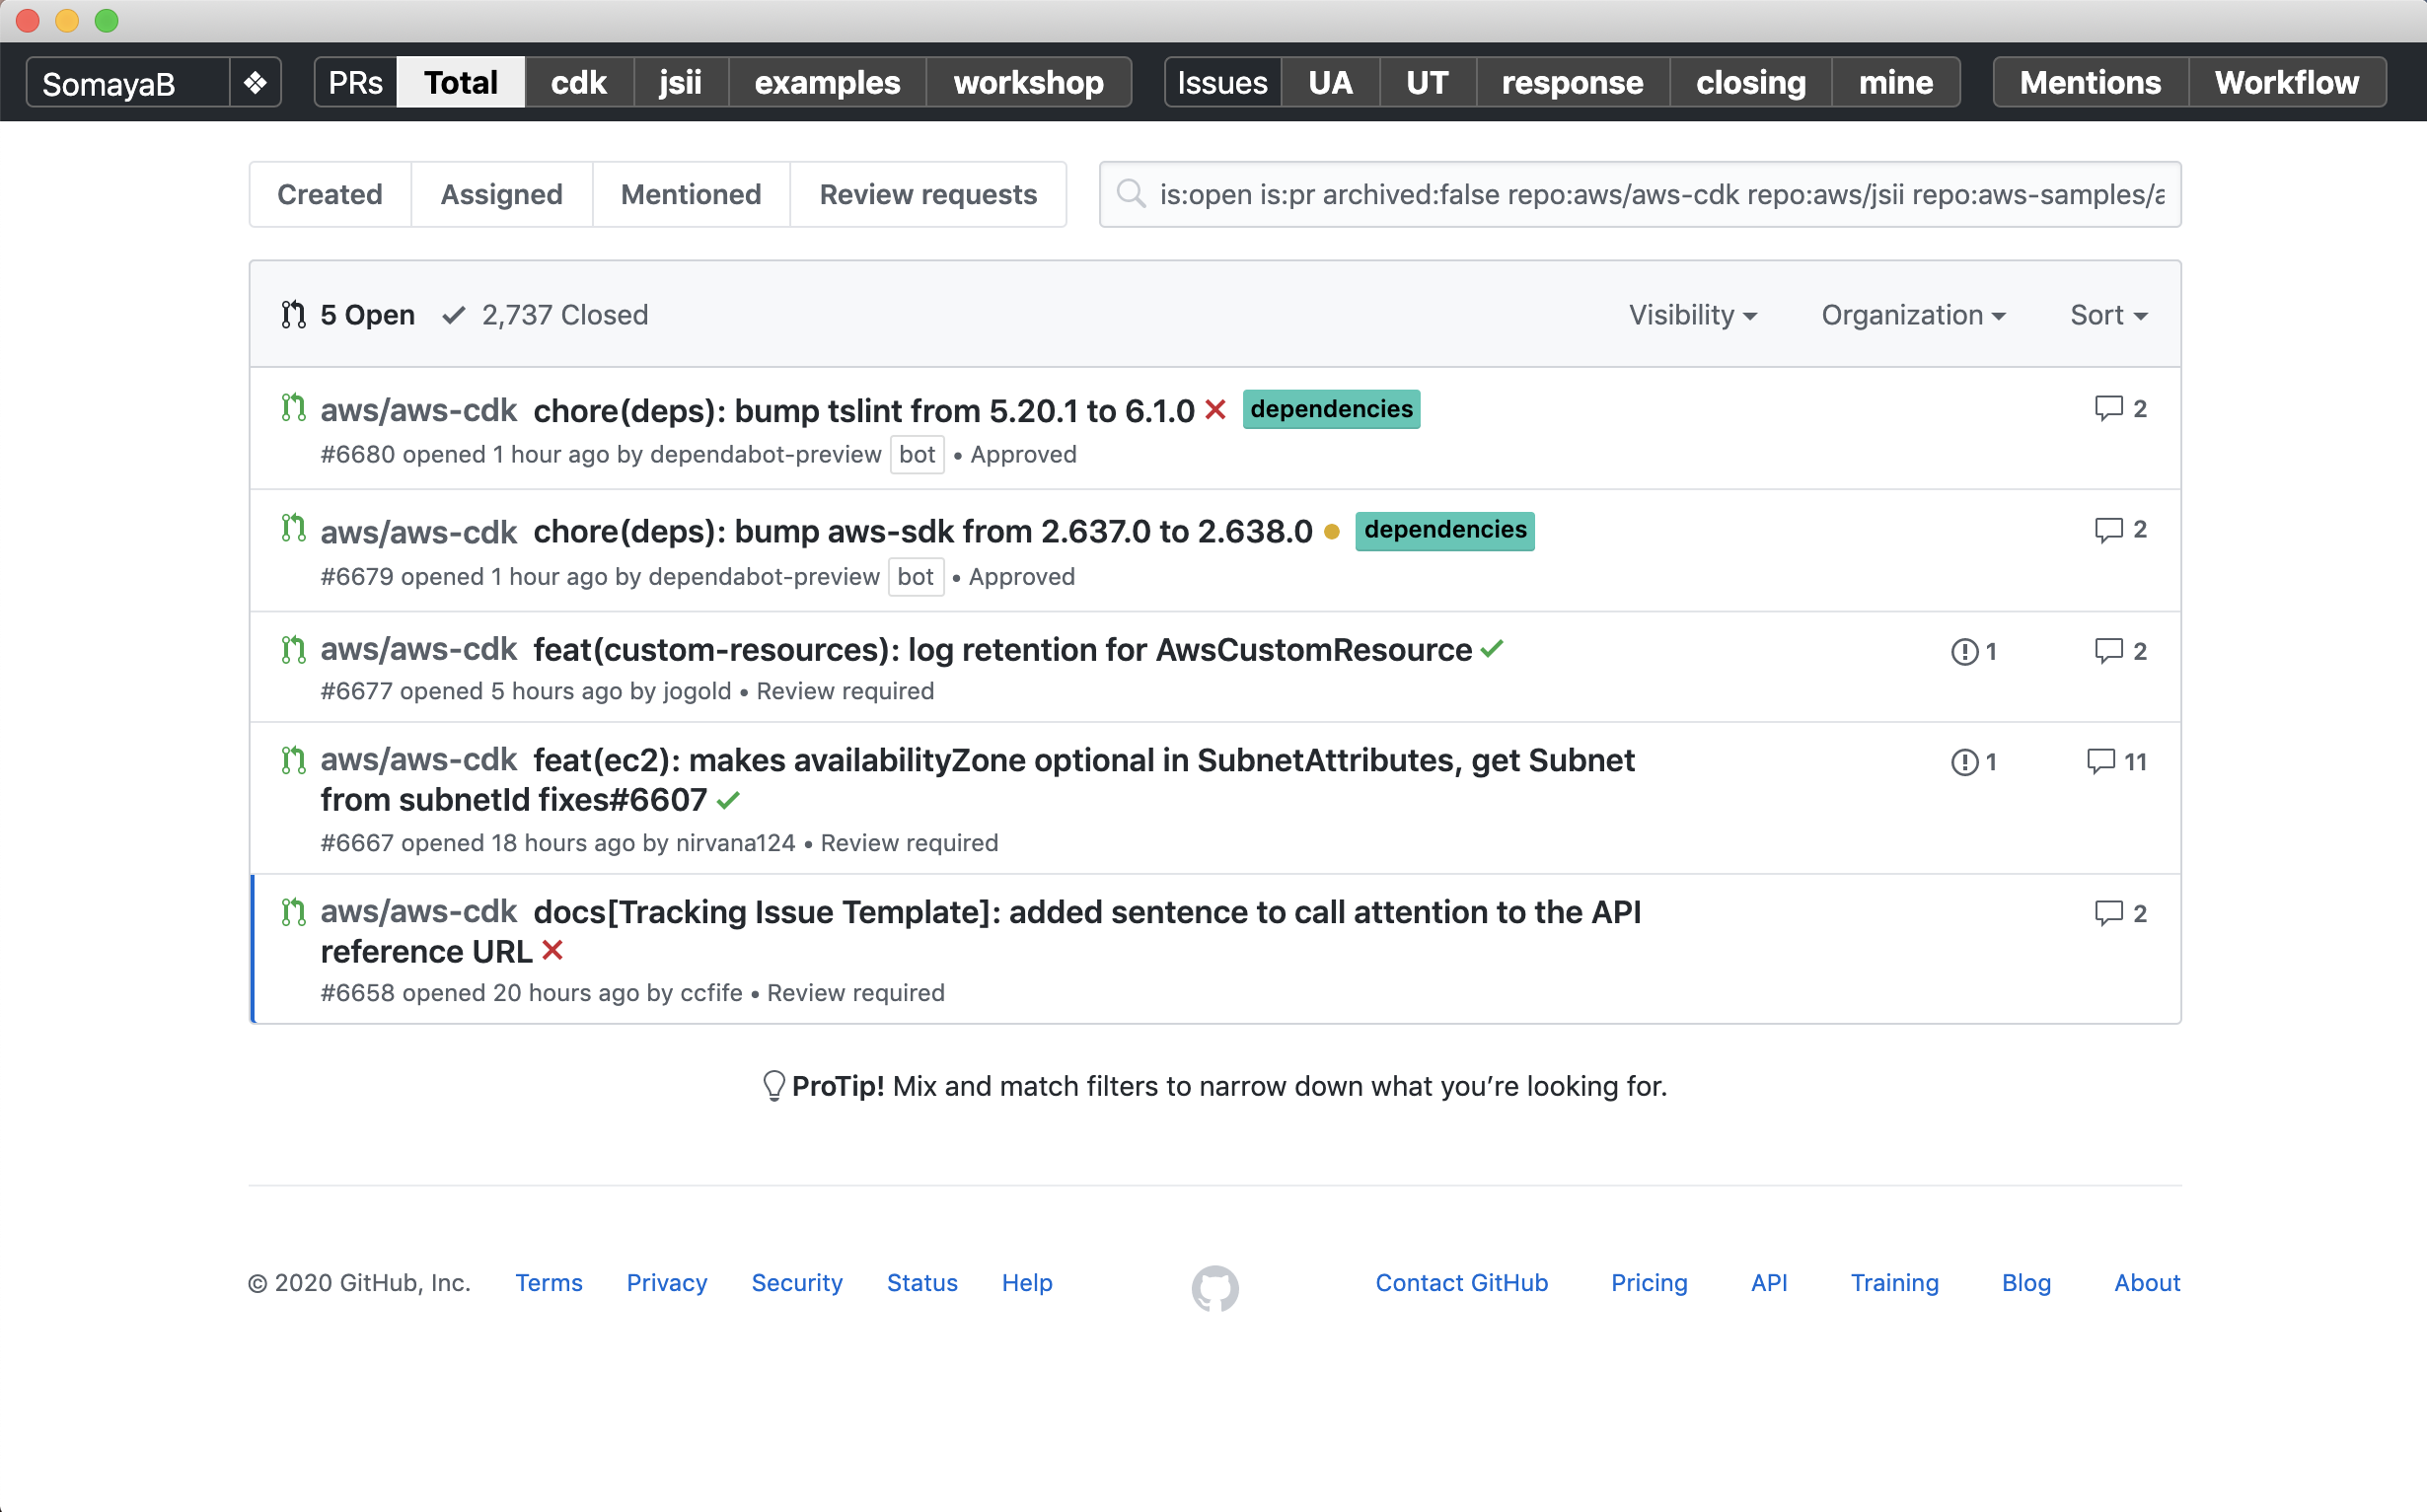 SomayaB ❖ PRs Total cdk jsii examples workshop Issues UA UT response closing mine Mentions Workflow
Created Assigned Mentioned Review requests is:open is:pr archived:false repo:aws/aws-cdk repo:aws/jsii repo:aws-samples/a
5 Open 2,737 Closed Visibility Organization Sort
aws/aws-cdk chore(deps): bump tslint from 5.20.1 to 6.1.0 dependencies 2
#6680 opened 1 hour ago by dependabot-preview bot • Approved
aws/aws-cdk chore(deps): bump aws-sdk from 2.637.0 to 2.638.0 dependencies 2
#6679 opened 1 hour ago by dependabot-preview bot • Approved
aws/aws-cdk feat(custom-resources): log retention for AwsCustomResource 1 2
#6677 opened 5 hours ago by jogold • Review required
aws/aws-cdk feat(ec2): makes availabilityZone optional in SubnetAttributes, get Subnet 1 11
from subnetId fixes#6607
#6667 opened 18 hours ago by nirvana124 • Review required
aws/aws-cdk docs[Tracking Issue Template]: added sentence to call attention to the API 2
reference URL
#6658 opened 20 hours ago by ccfife • Review required
ProTip! Mix and match filters to narrow down what you’re looking for.
© 2020 GitHub, Inc. Terms Privacy Security Status Help Contact GitHub Pricing API Training Blog About